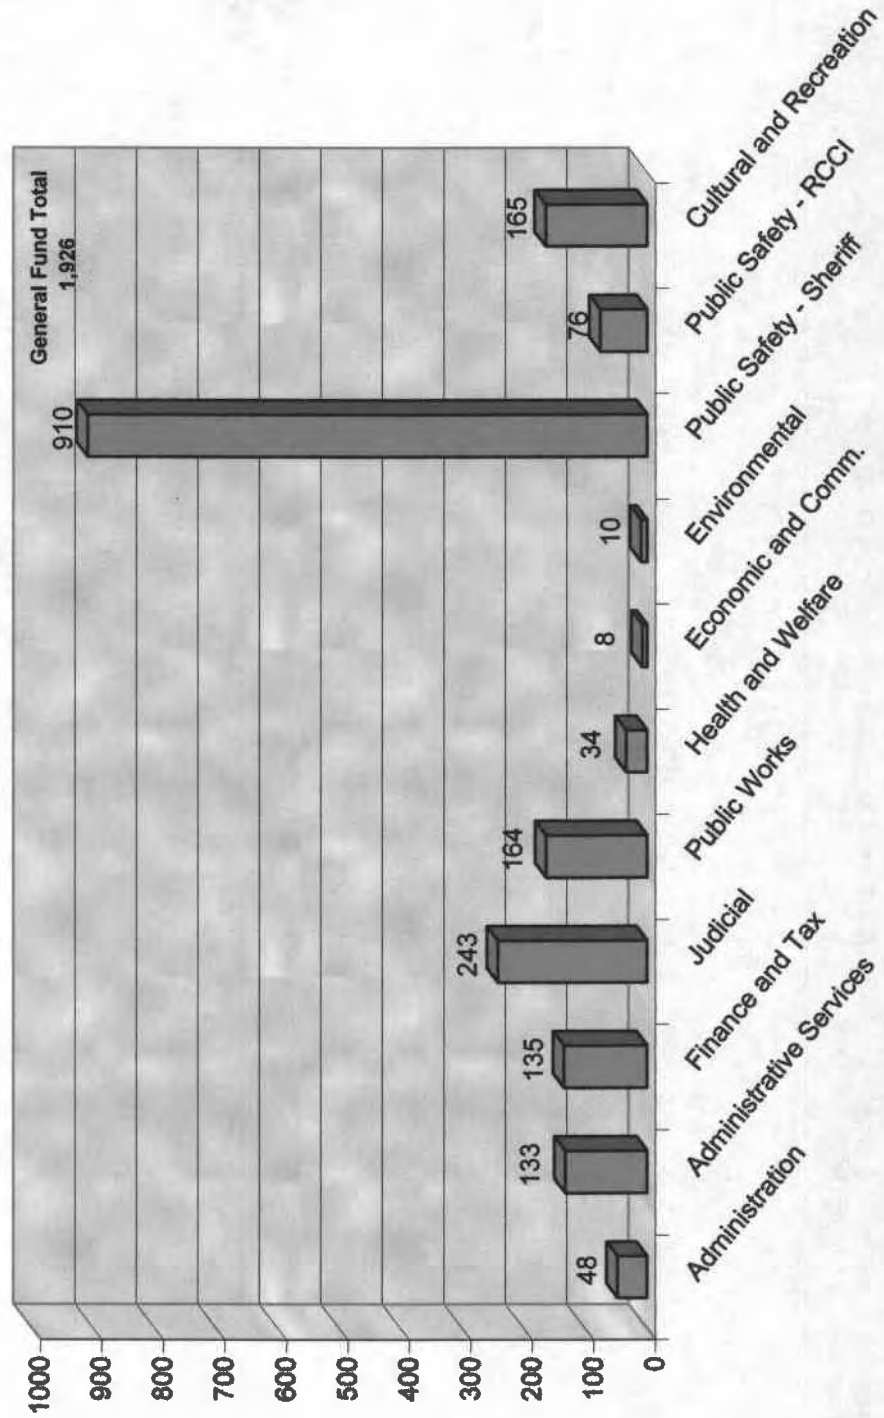 General Fund Total
1,926
1000
900
800
700
600
500
400
300
200
100
0
48
133
135
243
164
34
8
10
910
76
165
Administration
Administrative Services
Finance and Tax
Judicial
Public Works
Health and Welfare
Economic and Comm.
Environmental
Public Safety - Sheriff
Public Safety - RCCI
Cultural and Recreation